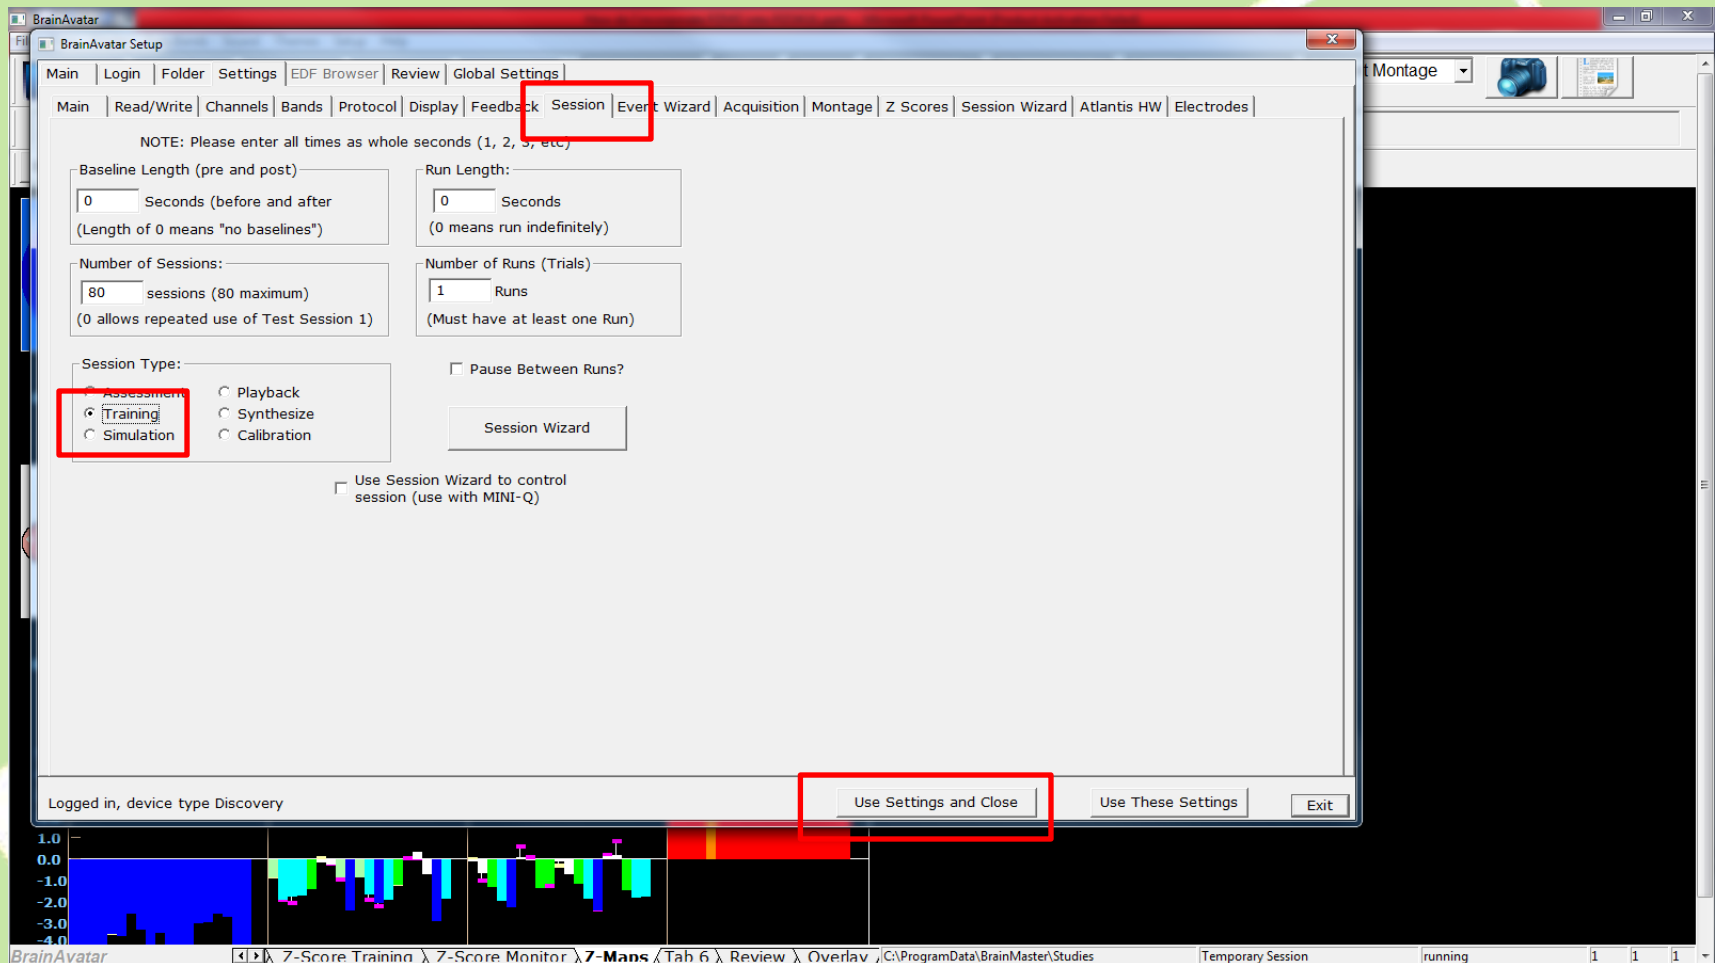 BrainAvatar
BrainAvatar Setup
Main Login Folder Settings EDF Browser Review Global Settings
t Montage
Main Read/Write Channels Bands Protocol Display Feedback Session Event Wizard Acquisition Montage Z Scores Session Wizard Atlantis HW Electrodes
NOTE: Please enter all times as whole seconds (1, 2, 3, etc)
Baseline Length (pre and post)
0 Seconds (before and after
(Length of 0 means "no baselines")
Run Length:
0 Seconds
(0 means run indefinitely)
Number of Sessions:
80 sessions (80 maximum)
(0 allows repeated use of Test Session 1)
Number of Runs (Trials)
1 Runs
(Must have at least one Run)
Session Type:
Assessment Playback
Training Synthesize
Simulation Calibration
Pause Between Runs?
Session Wizard
Use Session Wizard to control
session (use with MINI-Q)
Logged in, device type Discovery
Use Settings and Close Use These Settings Exit
1.0
0.0
-1.0
-2.0
-3.0
-4.0
BrainAvatar Z-Score Training Z-Score Monitor Z-Maps Tab 6 Review Overlay C:\ProgramData\BrainMaster\Studies Temporary Session running 1 1 1